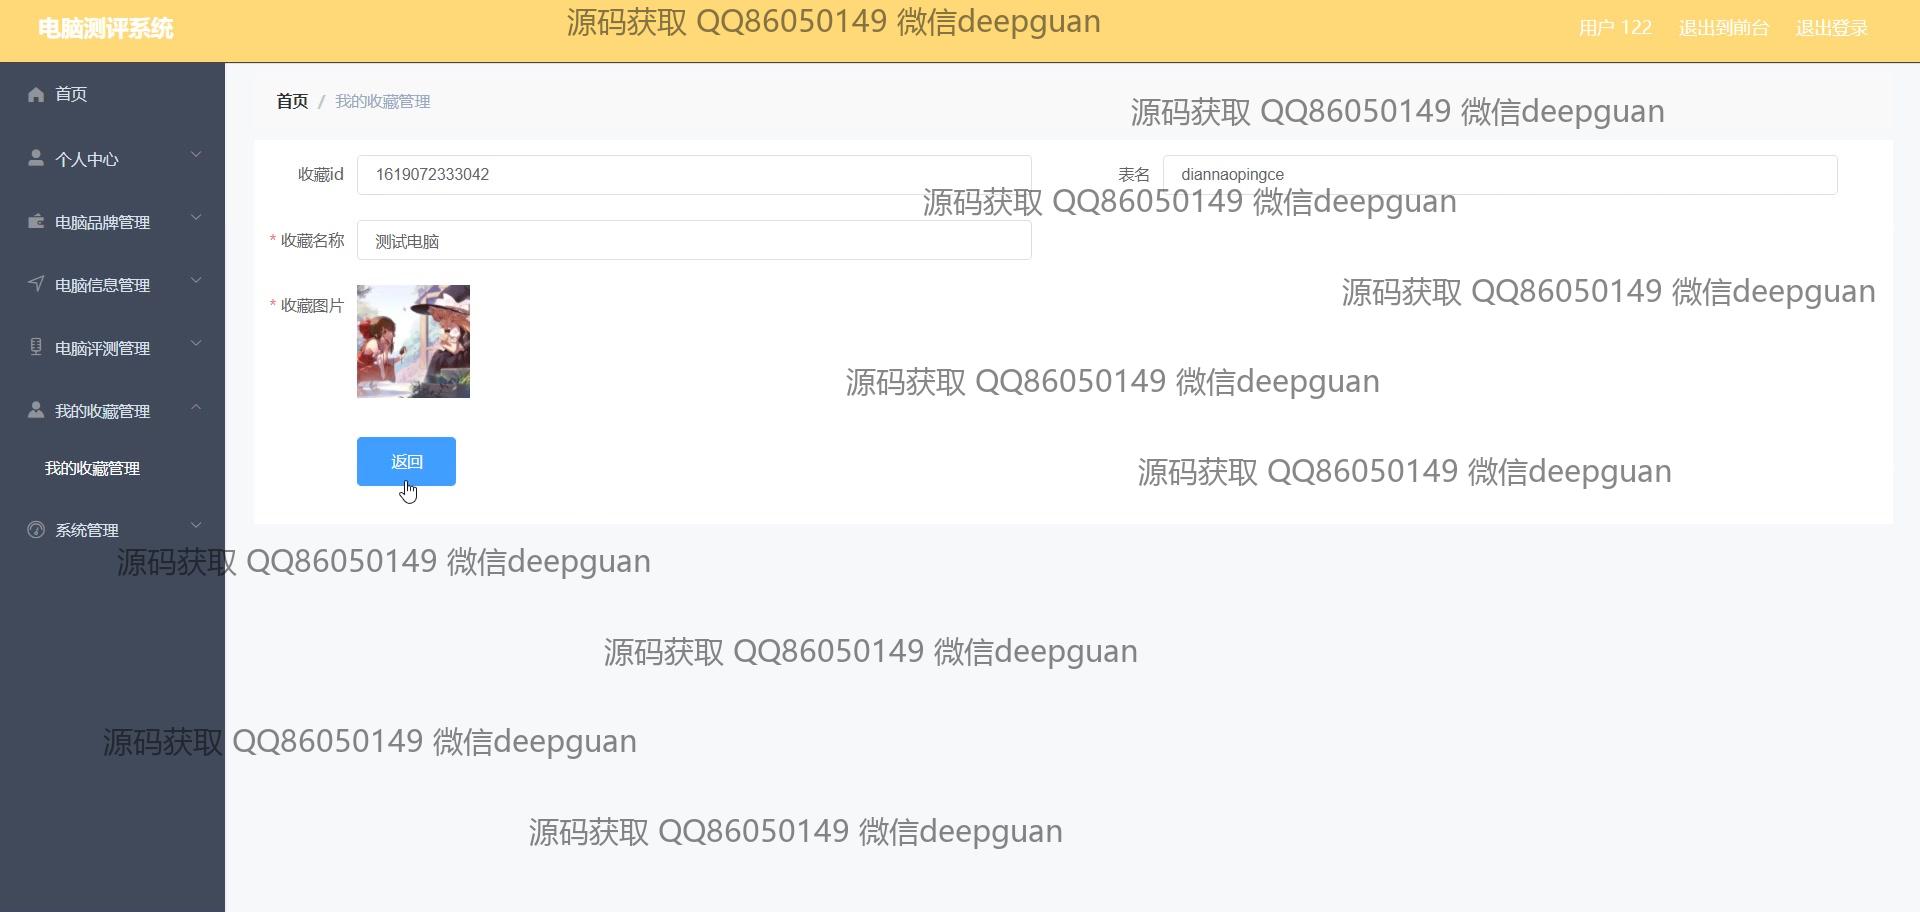 电脑测评系统
源码获取 QQ86050149 微信deepguan
用户 122 退出到前台 退出登录
首页
个人中心
电脑品牌管理
电脑信息管理
电脑评测管理
我的收藏管理
我的收藏管理
系统管理
首页 / 我的收藏管理
源码获取 QQ86050149 微信deepguan
收藏id 1619072333042
表名 diannaopingce
源码获取 QQ86050149 微信deepguan
* 收藏名称 测试电脑
源码获取 QQ86050149 微信deepguan
* 收藏图片
源码获取 QQ86050149 微信deepguan
返回
源码获取 QQ86050149 微信deepguan
源码获取 QQ86050149 微信deepguan
源码获取 QQ86050149 微信deepguan
源码获取 QQ86050149 微信deepguan
源码获取 QQ86050149 微信deepguan